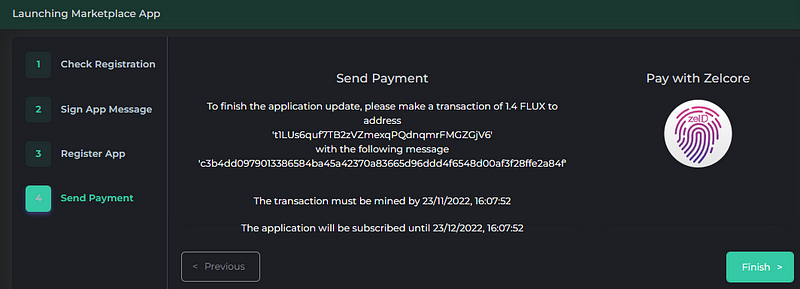 Launching Marketplace App
1 Check Registration
2 Sign App Message
3 Register App
4 Send Payment
Send Payment
To finish the application update, please make a transaction of 1.4 FLUX to
address
't1LUs6quf7TB2zVZmexqPQdnqmrFMGZGjV6'
with the following message
'c3b4dd0979013386584ba45a42370a83665d96ddd4f6548d00af3f28ffe2a84f'
The transaction must be mined by 23/11/2022, 16:07:52
The application will be subscribed until 23/12/2022, 16:07:52
Pay with Zelcore
zelID
< Previous
Finish >